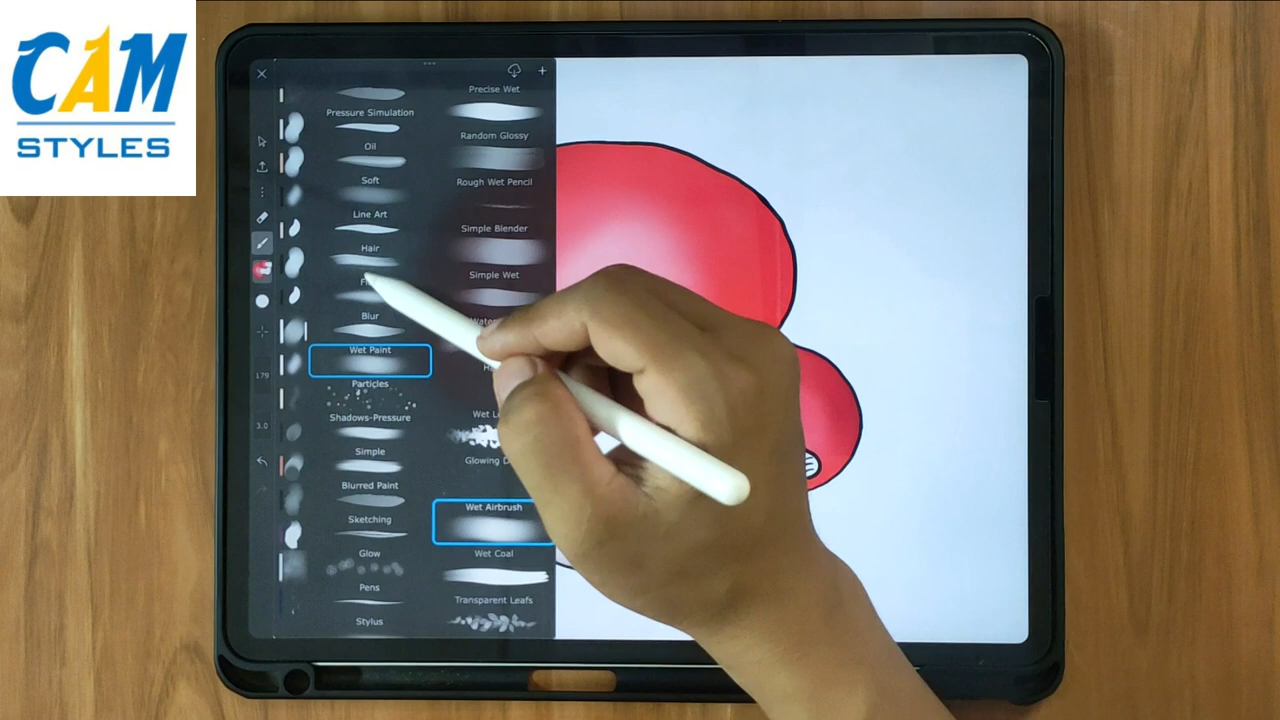 CAM
STYLES
Precise Wet
Pressure Simulation
Random Glossy
Oil
Soft
Rough Wet Pencil
Line Art
Simple Blender
Hair
Simple Wet
Blur
Wet Paint
Particles
Shadows-Pressure
Wet
Simple
Glowing
Blurred Paint
Wet Airbrush
Sketching
Glow
Wet Coal
Pens
Transparent Leafs
Stylus
179
3.0